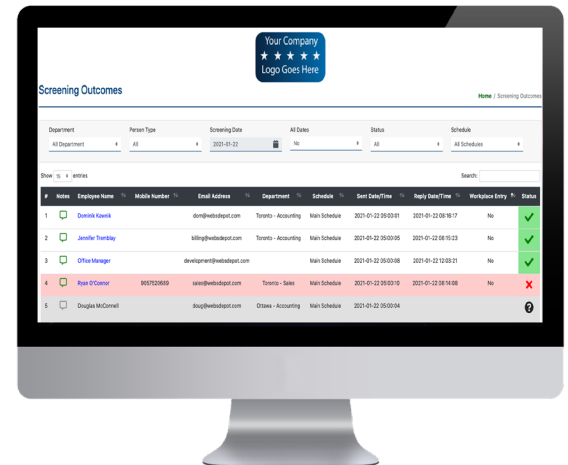 Your Company
★ ★ ★ ★ ★
Logo Goes Here
Screening Outcomes
Home / Screening Outcomes
Department Person Type Screening Date All Dates Status Schedule
All Department All 2021-01-22 No All All Schedules
Show 15 entries Search:
# Notes Employee Name Mobile Number Email Address Department Schedule Sent Date/Time Reply Date/Time Workplace Entry Status
1 Dominik Kawnik dom@websdepot.com Toronto - Accounting Main Schedule 2021-01-22 05:00:01 2021-01-22 06:16:17 No
2 Jennifer Tremblay billing@websdepot.com Toronto - Accounting Main Schedule 2021-01-22 05:00:05 2021-01-22 06:15:23 No
3 Office Manager development@websdepot.com Main Schedule 2021-01-22 05:00:08 2021-01-22 12:03:21 No
4 Ryan O'Connor 9057520689 sales@websdepot.com Toronto - Sales Main Schedule 2021-01-22 05:00:10 2021-01-22 06:14:08 No
5 Douglas McConnell doug@websdepot.com Ottawa - Accounting Main Schedule 2021-01-22 05:00:04